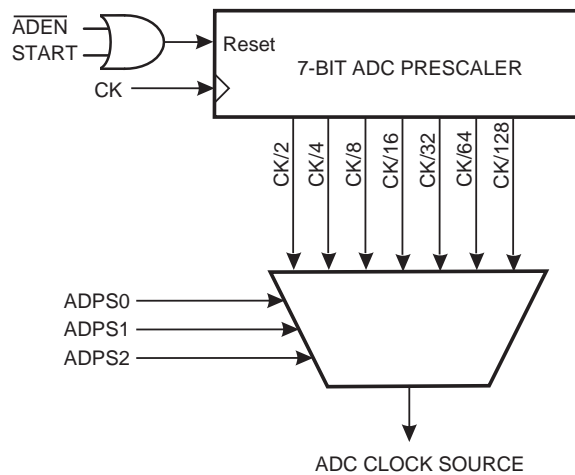 A̅D̅E̅N̅
START
Reset
7-BIT ADC PRESCALER
CK
CK/2
CK/4
CK/8
CK/16
CK/32
CK/64
CK/128
ADPS0
ADPS1
ADPS2
ADC CLOCK SOURCE